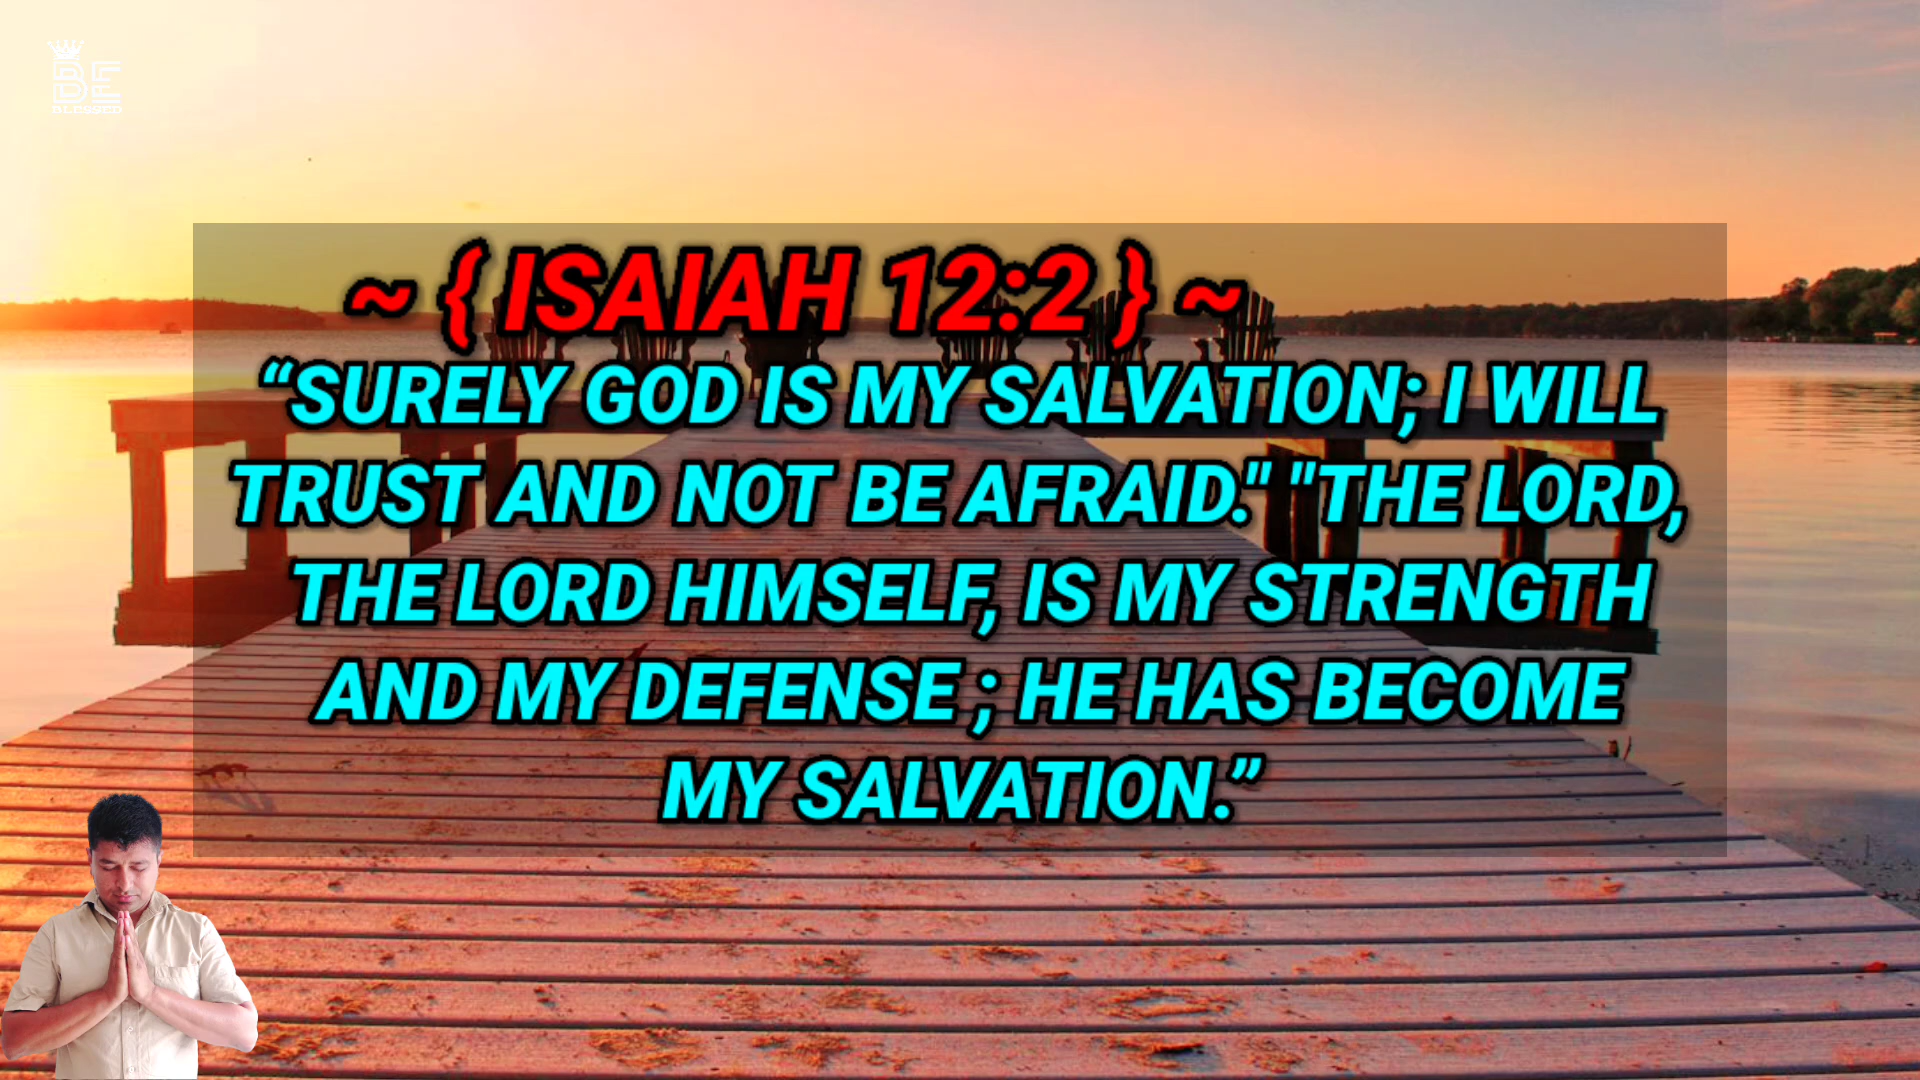 BE
BLESSED
~ { ISAIAH 12:2 } ~
“SURELY GOD IS MY SALVATION; I WILL
TRUST AND NOT BE AFRAID." "THE LORD,
THE LORD HIMSELF, IS MY STRENGTH
AND MY DEFENSE ; HE HAS BECOME
MY SALVATION.”